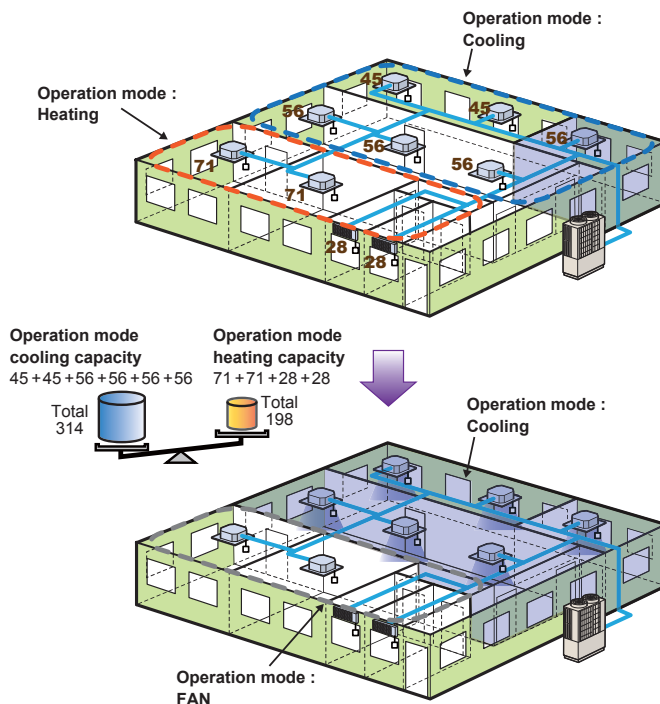 Operation mode :
Cooling
Operation mode :
Heating
45
56
45
56
56
56
71
71
28
28
Operation mode
cooling capacity
45+45+56+56+56+56
Total
314
Operation mode
heating capacity
71+71+28+28
Total
198
Operation mode :
Cooling
Operation mode :
FAN